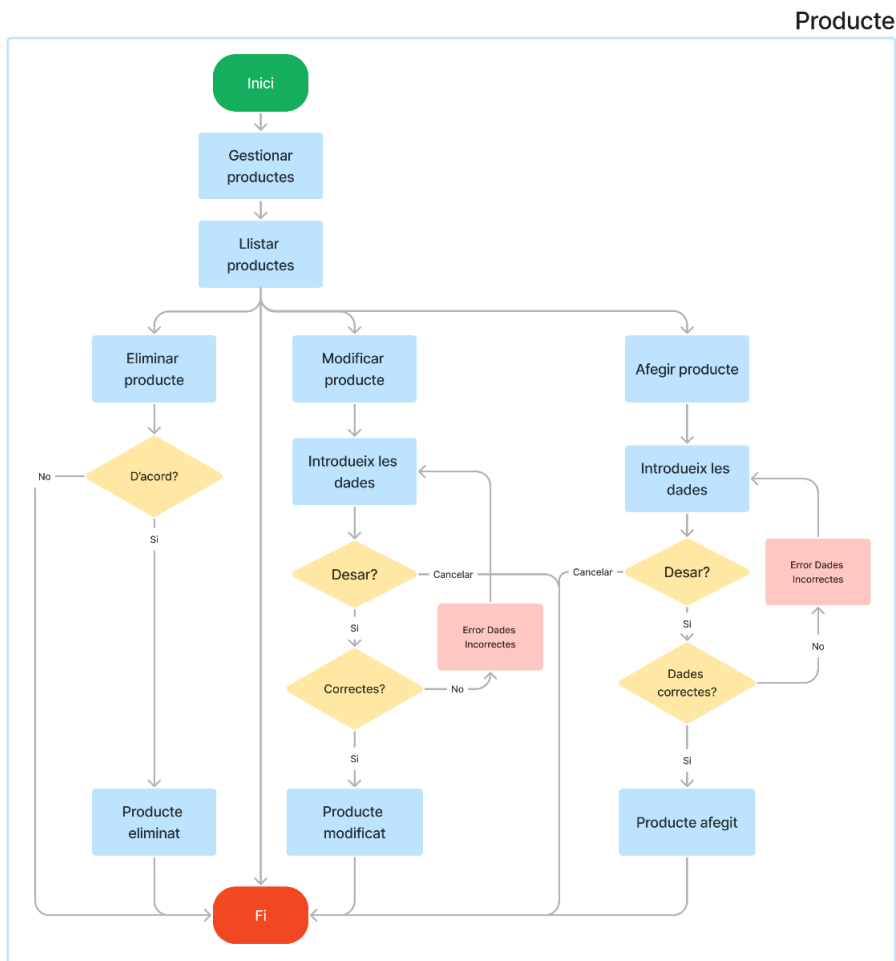 Producte
Inici
Gestionar
productes
Llistar
productes
Eliminar
producte
Modificar
producte
Afegir producte
D'acord?
No
Si
Introdueix les
dades
Introdueix les
dades
Desar?
Cancelar
Cancelar
Desar?
Error Dades
Incorrectes
Si
Error Dades
Incorrectes
Si
Correctes?
No
Dades
correctes?
No
Si
Si
Producte
eliminat
Producte
modificat
Producte afegit
Fi